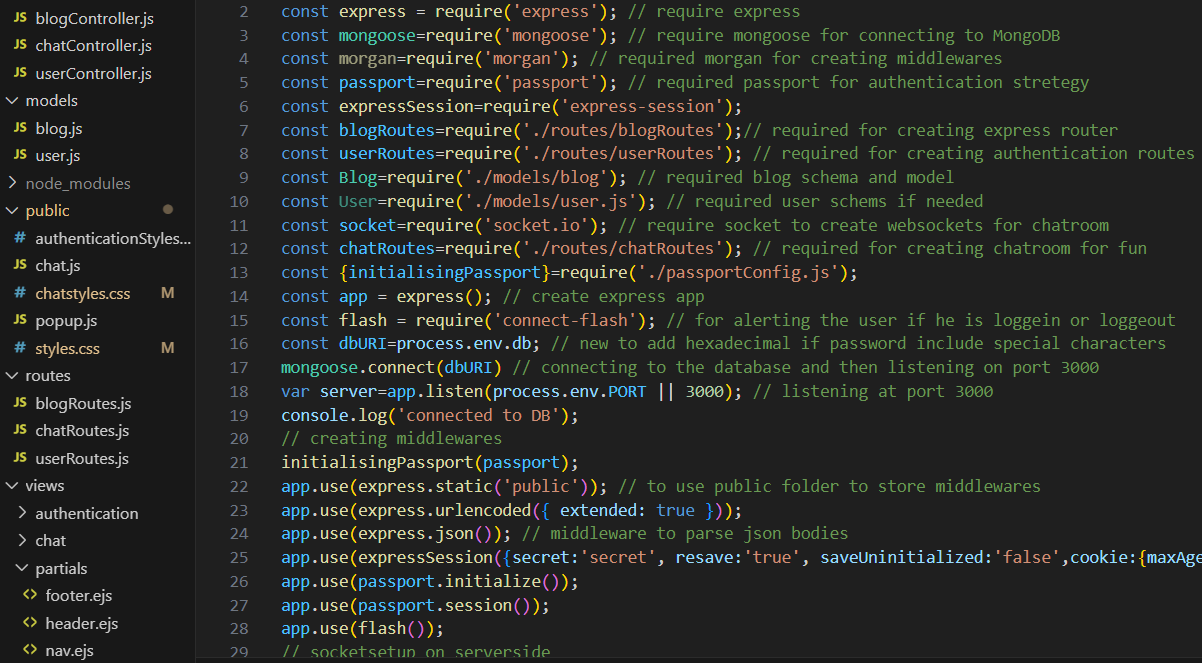 blogController.js
chatController.js
userController.js
models
blog.js
user.js
node_modules
public
authenticationStyles...
chat.js
chatstyles.css M
popup.js
styles.css M
routes
blogRoutes.js
chatRoutes.js
userRoutes.js
views
authentication
chat
partials
footer.ejs
header.ejs
nav.ejs
2 const express = require('express'); // require express
3 const mongoose=require('mongoose'); // require mongoose for connecting to MongoDB
4 const morgan=require('morgan'); // required morgan for creating middlewares
5 const passport=require('passport'); // required passport for authentication stretegy
6 const expressSession=require('express-session');
7 const blogRoutes=require('./routes/blogRoutes');// required for creating express router
8 const userRoutes=require('./routes/userRoutes'); // required for creating authentication routes
9 const Blog=require('./models/blog'); // required blog schema and model
10 const User=require('./models/user.js'); // required user schems if needed
11 const socket=require('socket.io'); // require socket to create websockets for chatroom
12 const chatRoutes=require('./routes/chatRoutes'); // required for creating chatroom for fun
13 const {initialisingPassport}=require('./passportConfig.js');
14 const app = express(); // create express app
15 const flash = require('connect-flash'); // for alerting the user if he is loggein or loggeout
16 const dbURI=process.env.db; // new to add hexadecimal if password include special characters
17 mongoose.connect(dbURI) // connecting to the database and then listening on port 3000
18 var server=app.listen(process.env.PORT || 3000); // listening at port 3000
19 console.log('connected to DB');
20 // creating middlewares
21 initialisingPassport(passport);
22 app.use(express.static('public')); // to use public folder to store middlewares
23 app.use(express.urlencoded({ extended: true }));
24 app.use(express.json()); // middleware to parse json bodies
25 app.use(expressSession({secret:'secret', resave:'true', saveUninitialized:'false',cookie:{maxAge
26 app.use(passport.initialize());
27 app.use(passport.session());
28 app.use(flash());
29 // socketsetup on serverside